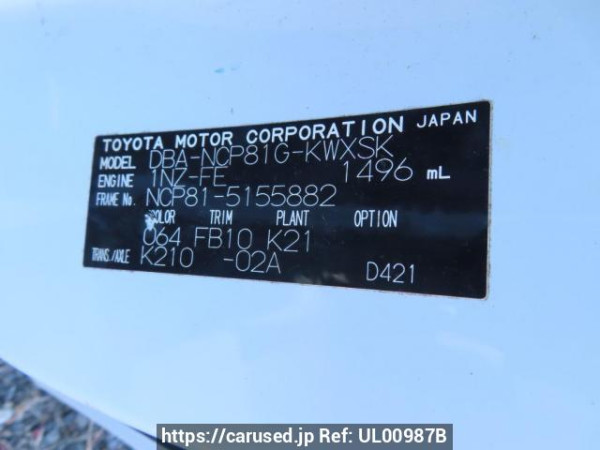 TOYOTA MOTOR CORPORATION JAPAN
MODEL DBA-NCP81G-KWXSK
ENGINE 1NZ-FE 1496 mL
FRAME No. NCP81-5155882
COLOR TRIM PLANT OPTION
064 FB10 K21
TRANS./AXLE K210 -02A
D421
https://carused.jp Ref: UL00987B